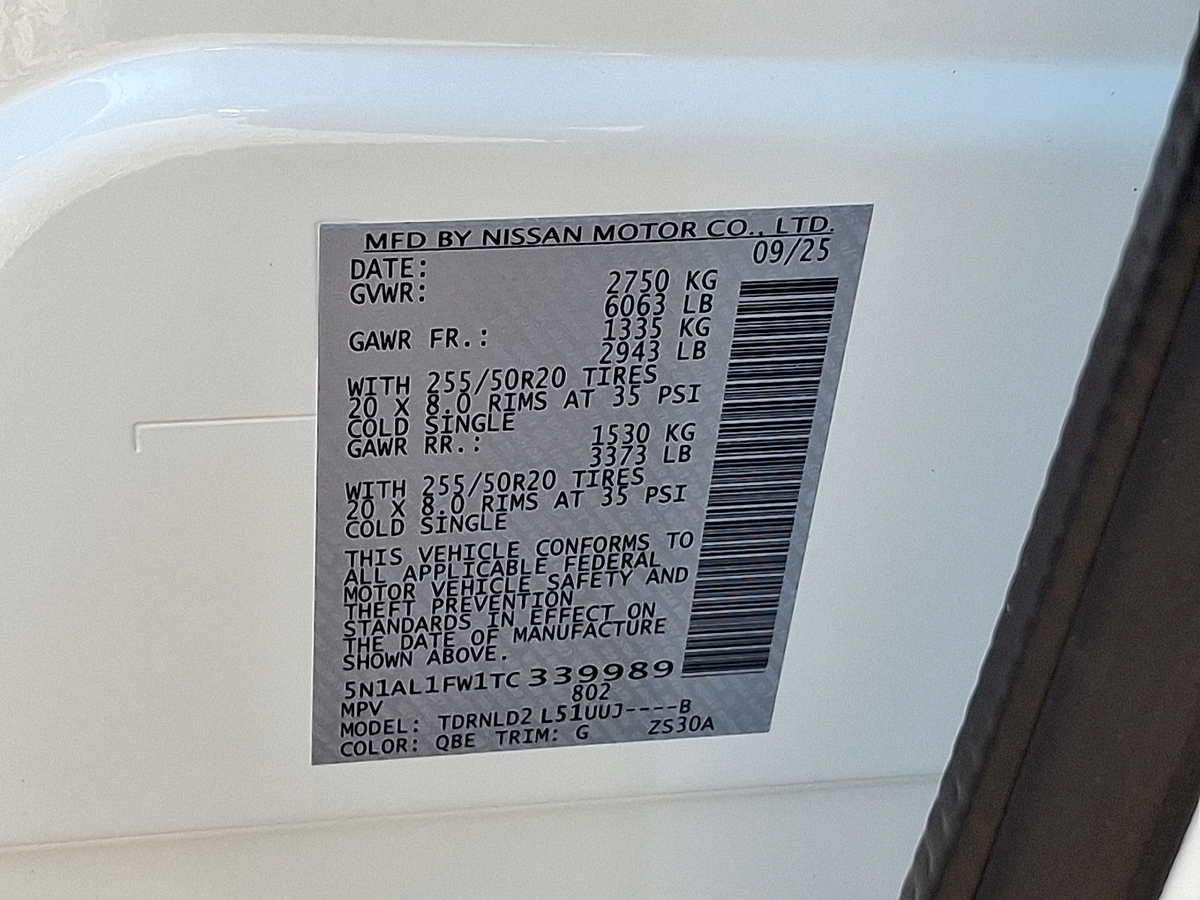 MFD BY NISSAN MOTOR CO., LTD.
DATE: 09/25
GVWR: 2750 KG
6063 LB
GAWR FR.: 1335 KG
2943 LB
WITH 255/50R20 TIRES
20 X 8.0 RIMS AT 35 PSI
COLD SINGLE
GAWR RR.: 1530 KG
3373 LB
WITH 255/50R20 TIRES
20 X 8.0 RIMS AT 35 PSI
COLD SINGLE
THIS VEHICLE CONFORMS TO
ALL APPLICABLE FEDERAL
MOTOR VEHICLE SAFETY AND
THEFT PREVENTION
STANDARDS IN EFFECT ON
THE DATE OF MANUFACTURE
SHOWN ABOVE.
5N1AL1FW1TC 339989
MPV 802
MODEL: TDRNLD2 L51UUJ----B
COLOR: QBE TRIM: G ZS30A